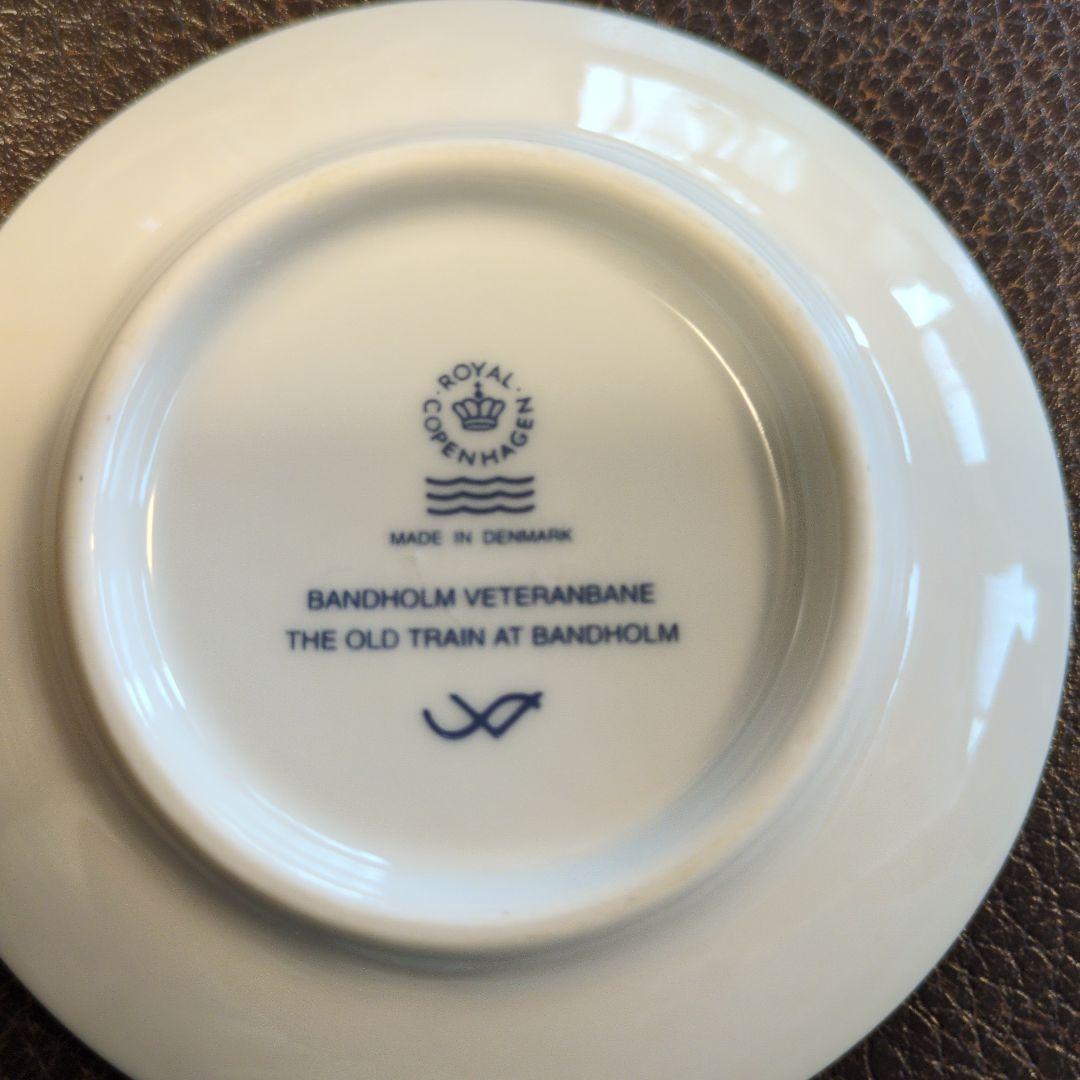 ROYAL
COPENHAGEN
MADE IN DENMARK
BANDHOLM VETERANBANE
THE OLD TRAIN AT BANDHOLM